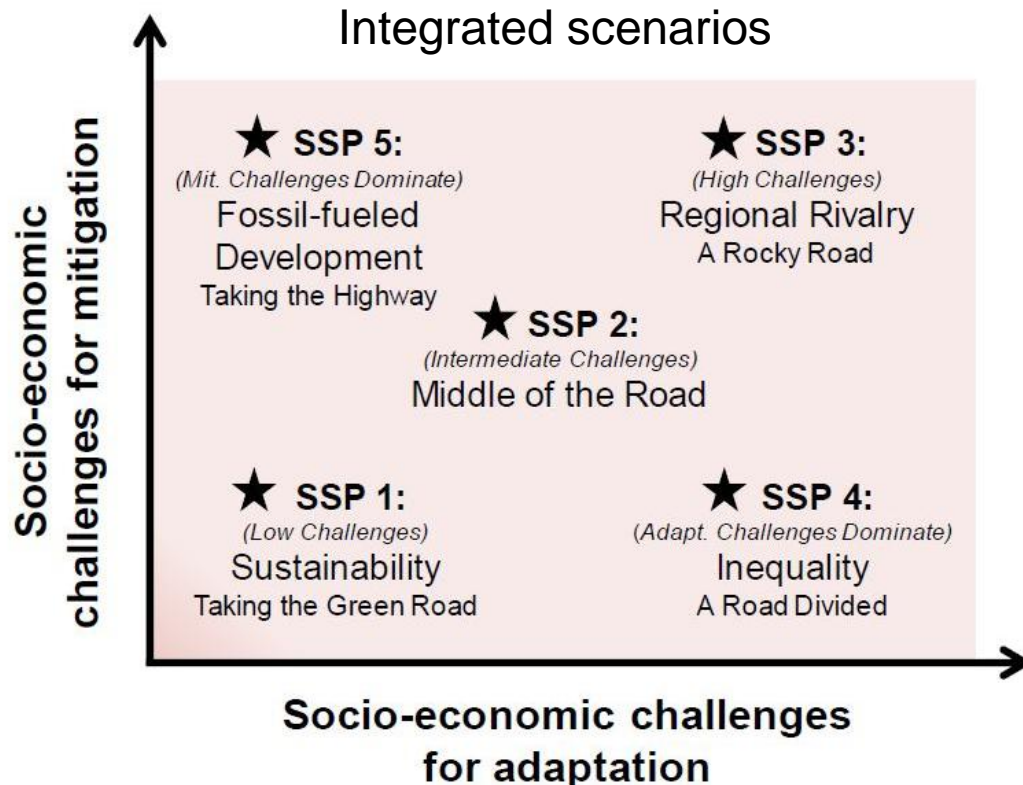 Integrated scenarios
Socio-economic
challenges for mitigation
★ SSP 5:
(Mit. Challenges Dominate)
Fossil-fueled
Development
Taking the Highway
★ SSP 3:
(High Challenges)
Regional Rivalry
A Rocky Road
★ SSP 2:
(Intermediate Challenges)
Middle of the Road
★ SSP 1:
(Low Challenges)
Sustainability
Taking the Green Road
★ SSP 4:
(Adapt. Challenges Dominate)
Inequality
A Road Divided
Socio-economic challenges
for adaptation